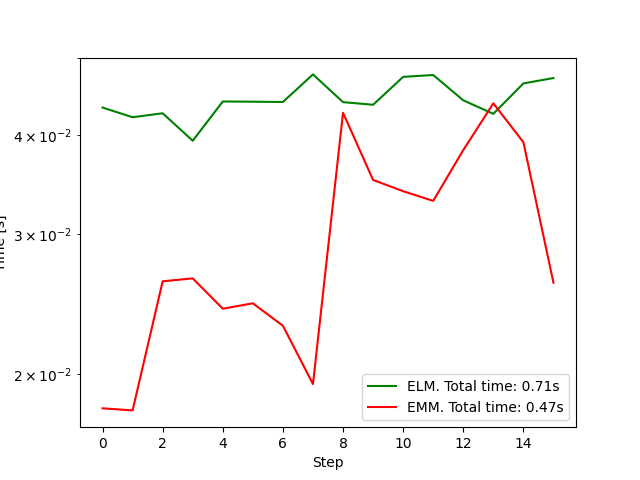 4 × 10⁻²
3 × 10⁻²
2 × 10⁻²
Time [s]
0 2 4 6 8 10 12 14
Step
ELM. Total time: 0.71s
EMM. Total time: 0.47s